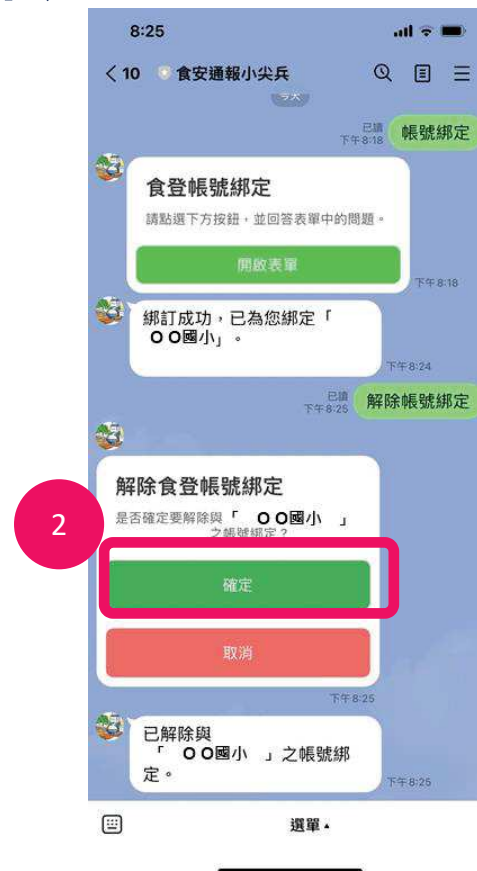 8:25
10 食安通報小尖兵
今天
已讀
下午8:18
帳號綁定
食登帳號綁定
請點選下方按鈕，並回答表單中的問題。
開啟表單
下午8:18
綁訂成功，已為您綁定「
ＯＯ國小」。
下午8:24
已讀
下午8:25
解除帳號綁定
解除食登帳號綁定
是否確定要解除與「 ＯＯ國小 」
之帳號綁定？
2
確定
取消
下午8:25
已解除與
「 ＯＯ國小 」之帳號綁
定。
下午8:25
選單